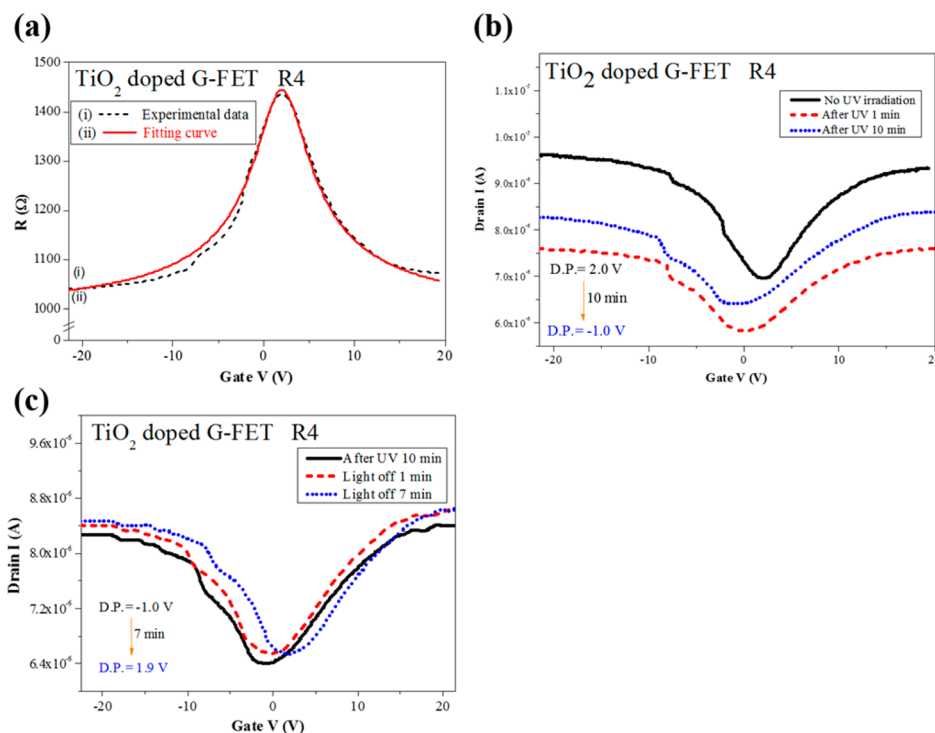 (a)
TiO₂ doped G-FET R4
(i) Experimental data
(ii) Fitting curve
1500
1400
1300
1200
1100
1000
0
R (Ω)
(i)
(ii)
-20 -10 0 10 20
Gate V (V)
(b)
TiO₂ doped G-FET R4
No UV irradiation
After UV 1 min
After UV 10 min
1.1x10⁻⁵
1.0x10⁻⁵
9.0x10⁻⁶
8.0x10⁻⁶
7.0x10⁻⁶
6.0x10⁻⁶
Drain I (A)
D.P.= 2.0 V
10 min
D.P.= -1.0 V
-20 -10 0 10 20
Gate V (V)
(c)
TiO₂ doped G-FET R4
After UV 10 min
Light off 1 min
Light off 7 min
9.6x10⁻⁶
8.8x10⁻⁶
8.0x10⁻⁶
7.2x10⁻⁶
6.4x10⁻⁶
Drain I (A)
D.P.= -1.0 V
7 min
D.P.= 1.9 V
-20 -10 0 10 20
Gate V (V)